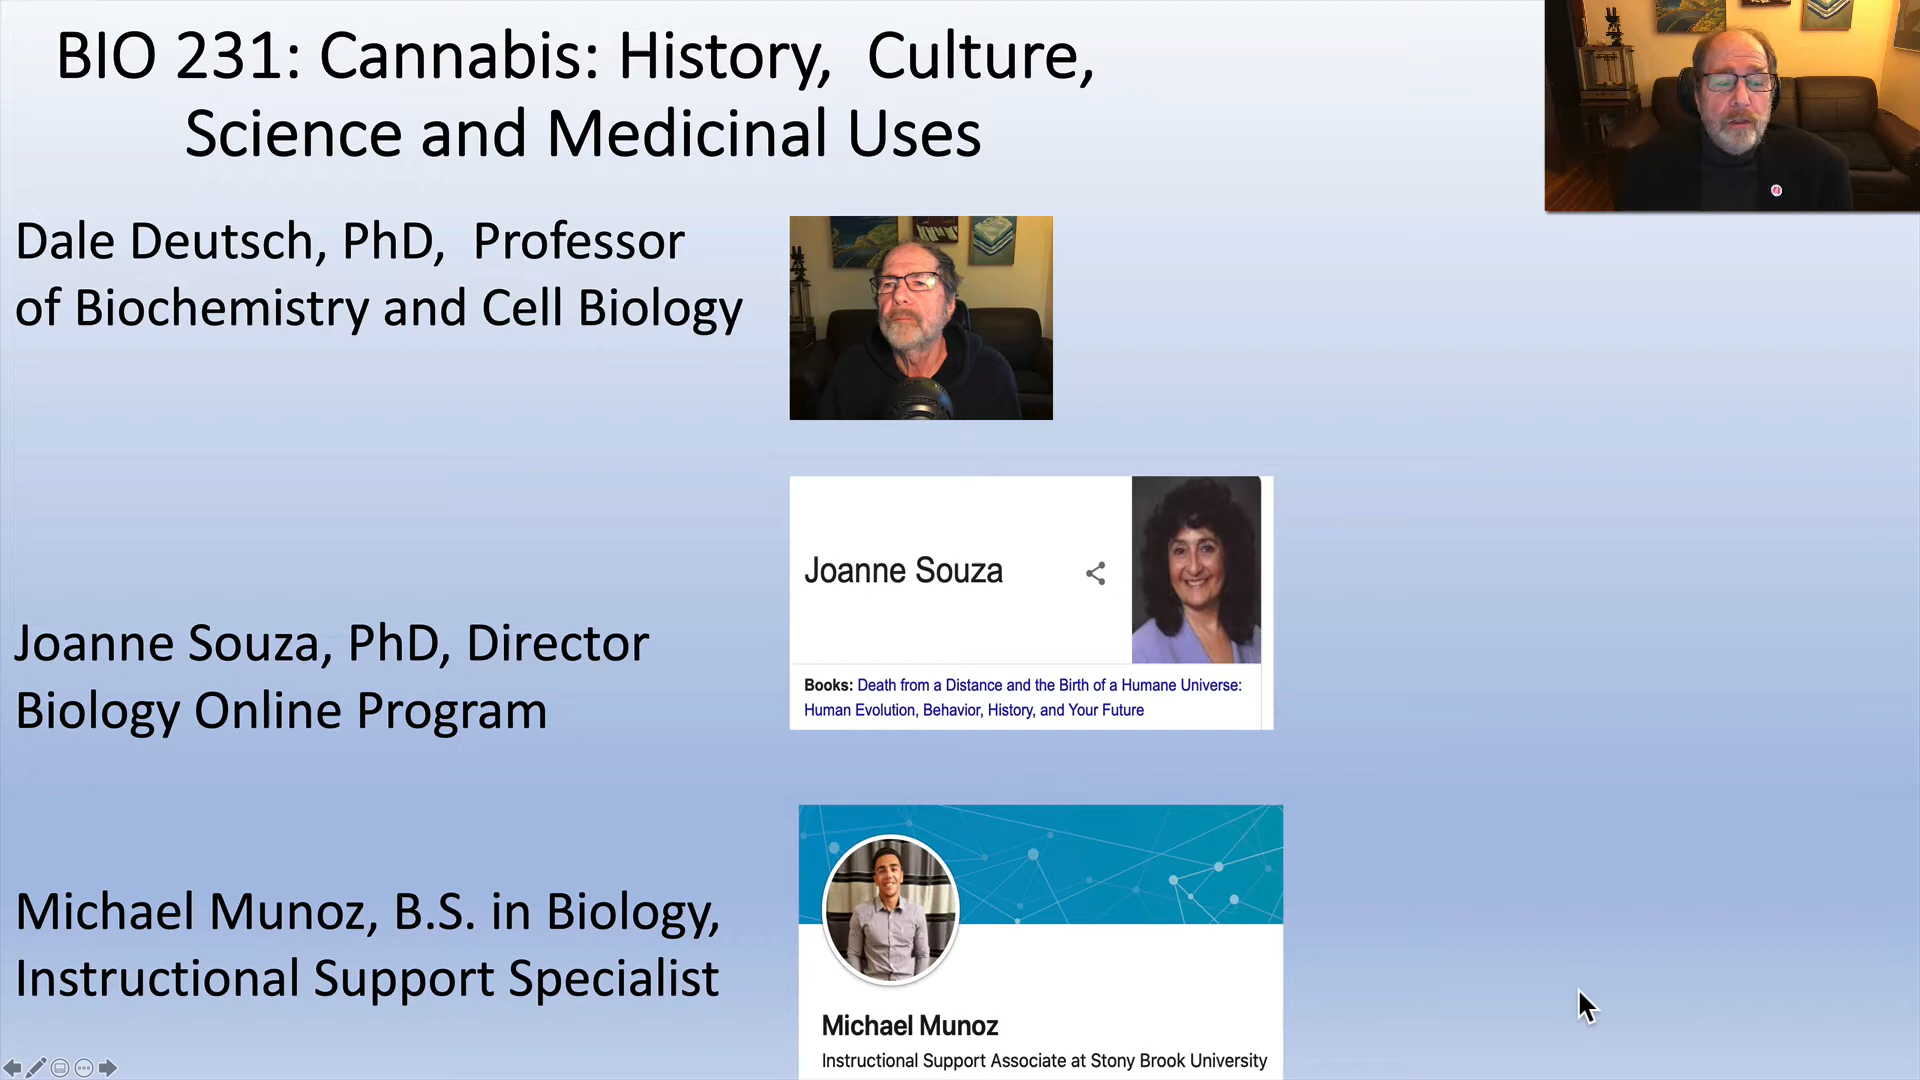 BIO 231: Cannabis: History, Culture,
Science and Medicinal Uses
Dale Deutsch, PhD, Professor
of Biochemistry and Cell Biology
Joanne Souza
Books: Death from a Distance and the Birth of a Humane Universe:
Human Evolution, Behavior, History, and Your Future
Joanne Souza, PhD, Director
Biology Online Program
Michael Munoz, B.S. in Biology,
Instructional Support Specialist
Michael Munoz
Instructional Support Associate at Stony Brook University